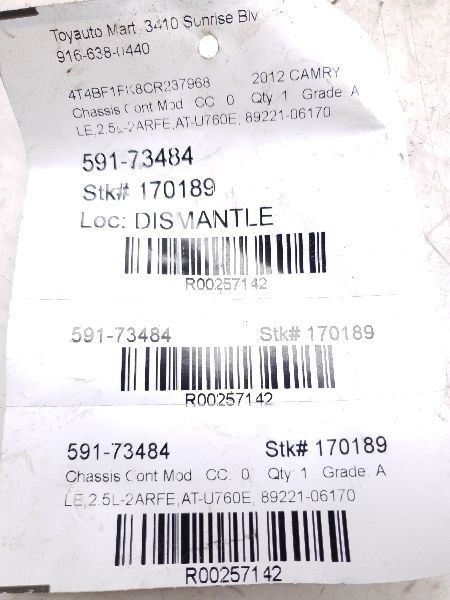 Toyauto Mart, 3410 Sunrise Blv
916-638-0440
4T4BF1FK8CR237968 2012 CAMRY
Chassis Cont Mod CC. 0 Qty 1 Grade: A
LE,2.5L-2ARFE,AT-U760E, 89221-06170
591-73484
Stk# 170189
Loc: DISMANTLE
R00257142
591-73484 Stk# 170189
R00257142
591-73484 Stk# 170189
Chassis Cont Mod CC. 0 Qty: 1 Grade: A
LE,2.5L-2ARFE,AT-U760E, 89221-06170
R00257142